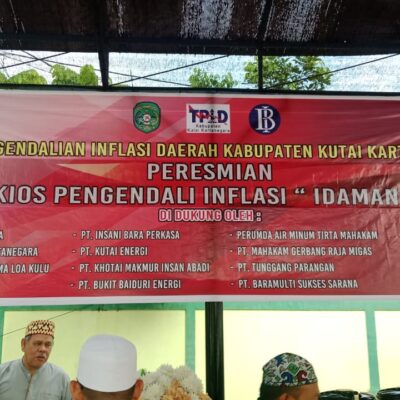 TPiD
Kabupaten
Kutai Kartanegara
PERESMIAN
KIOS PENGENDALI INFLASI “ IDAMAN
DI DUKUNG OLEH :
- PT. INSANI BARA PERKASA
- PT. KUTAI ENERGI
- PT. KHOTAI MAKMUR INSAN ABADI
- PT. BUKIT BAIDURI ENERGI
- PERUMDA AIR MINUM TIRTA MAHAKAM
- PT. MAHAKAM GERBANG RAJA MIGAS
- PT. TUNGGANG PARANGAN
- PT. BARAMULTI SUKSES SARANA
GENDALIAN INFLASI DAERAH KABUPATEN KUTAI KART
A
TANEGARA
MA LOA KULU